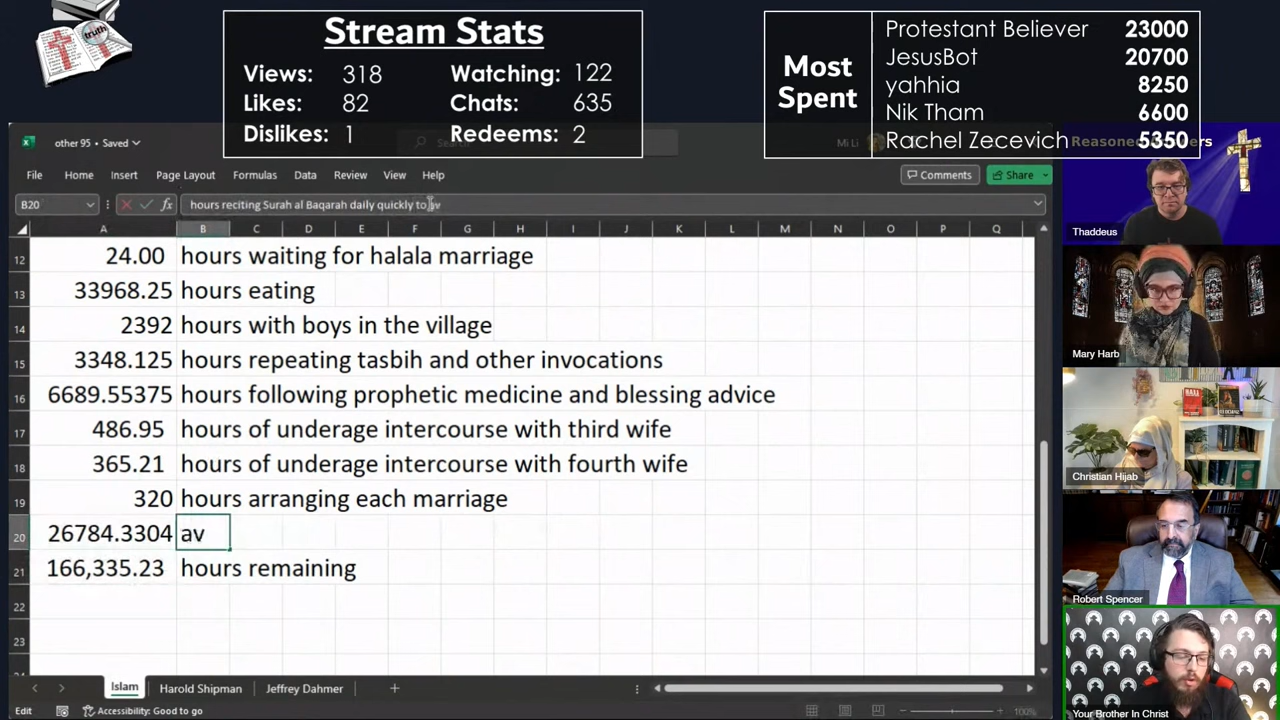 truth
Stream Stats
Views: 318 Watching: 122
Likes: 82 Chats: 635
Dislikes: 1 Redeems: 2
Most Spent
Protestant Believer 23000
JesusBot 20700
yahhia 8250
Nik Tham 6600
Rachel Zecevich 5350
other 95 • Saved
Search
Mi Li
File Home Insert Page Layout Formulas Data Review View Help
Comments Share
B20
fx
hours reciting Surah al Baqarah daily quickly to av
A B C D E F G H I J K L M N O P Q
12 24.00 hours waiting for halala marriage
13 33968.25 hours eating
14 2392 hours with boys in the village
15 3348.125 hours repeating tasbih and other invocations
16 6689.55375 hours following prophetic medicine and blessing advice
17 486.95 hours of underage intercourse with third wife
18 365.21 hours of underage intercourse with fourth wife
19 320 hours arranging each marriage
20 26784.3304 av
21 166,335.23 hours remaining
22
23
Islam Harold Shipman Jeffrey Dahmer
Edit Accessibility: Good to go
100%
Thaddeus
Mary Harb
Christian Hijab
Robert Spencer
Your Brother In Christ